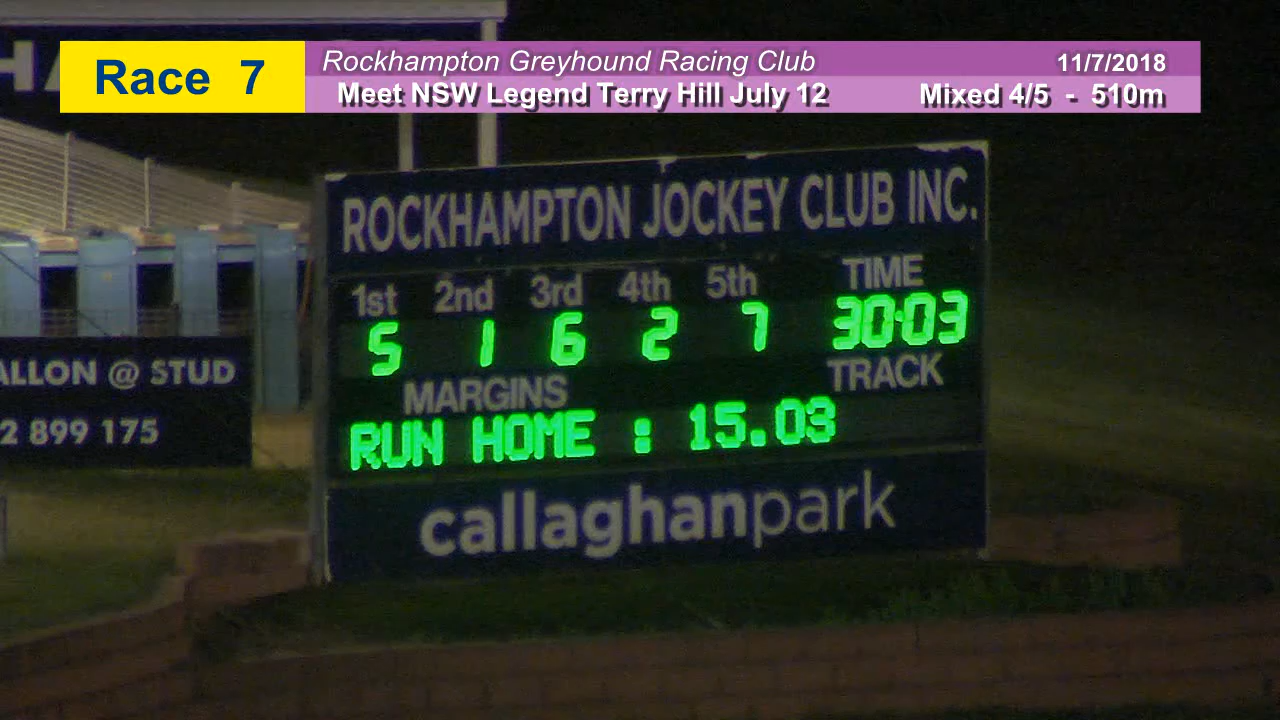 Race 7
Rockhampton Greyhound Racing Club
11/7/2018
Meet NSW Legend Terry Hill July 12
Mixed 4/5 - 510m
ROCKHAMPTON JOCKEY CLUB INC.
1st 2nd 3rd 4th 5th TIME
5 1 6 2 7 30:03
MARGINS TRACK
RUN HOME : 15.03
callaghanpark
ALLON @ STUD
2 899 175